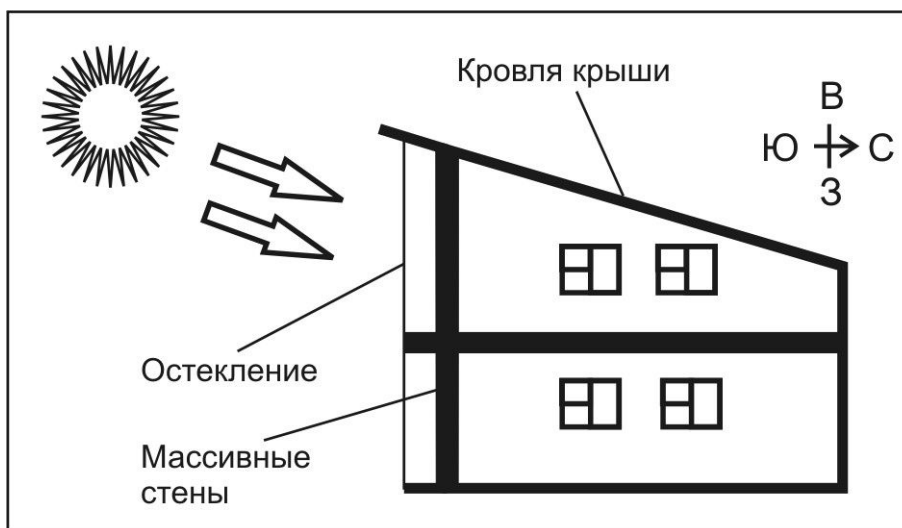 Кровля крыши
В
Ю С
З
Остекление
Массивные
стены